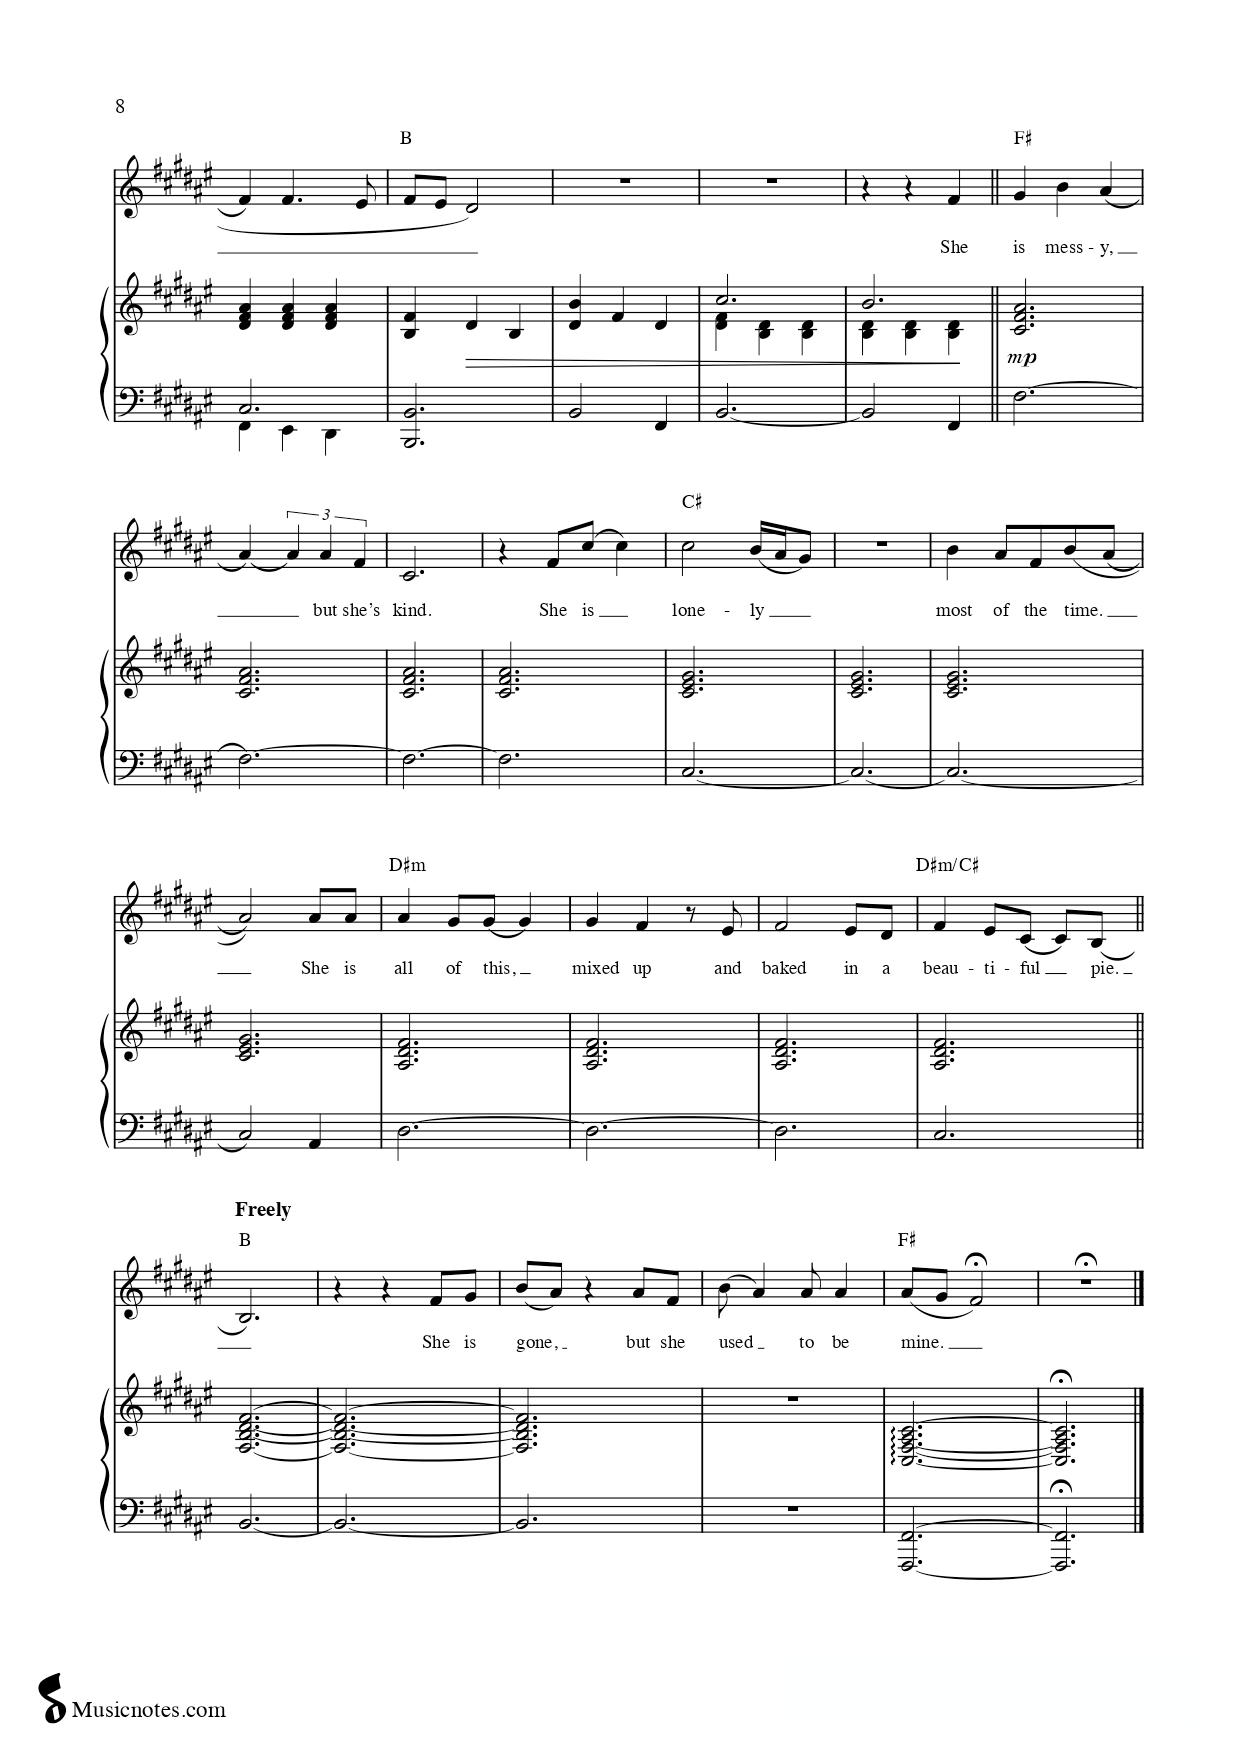 8
B F♯
She is mess - y,
mp
3
C♯
but she's kind. She is lone - ly most of the time.
D♯m D♯m/C♯
She is all of this, mixed up and baked in a beau - ti - ful pie.
Freely
B F♯
She is gone, but she used to be mine.
Musicnotes.com